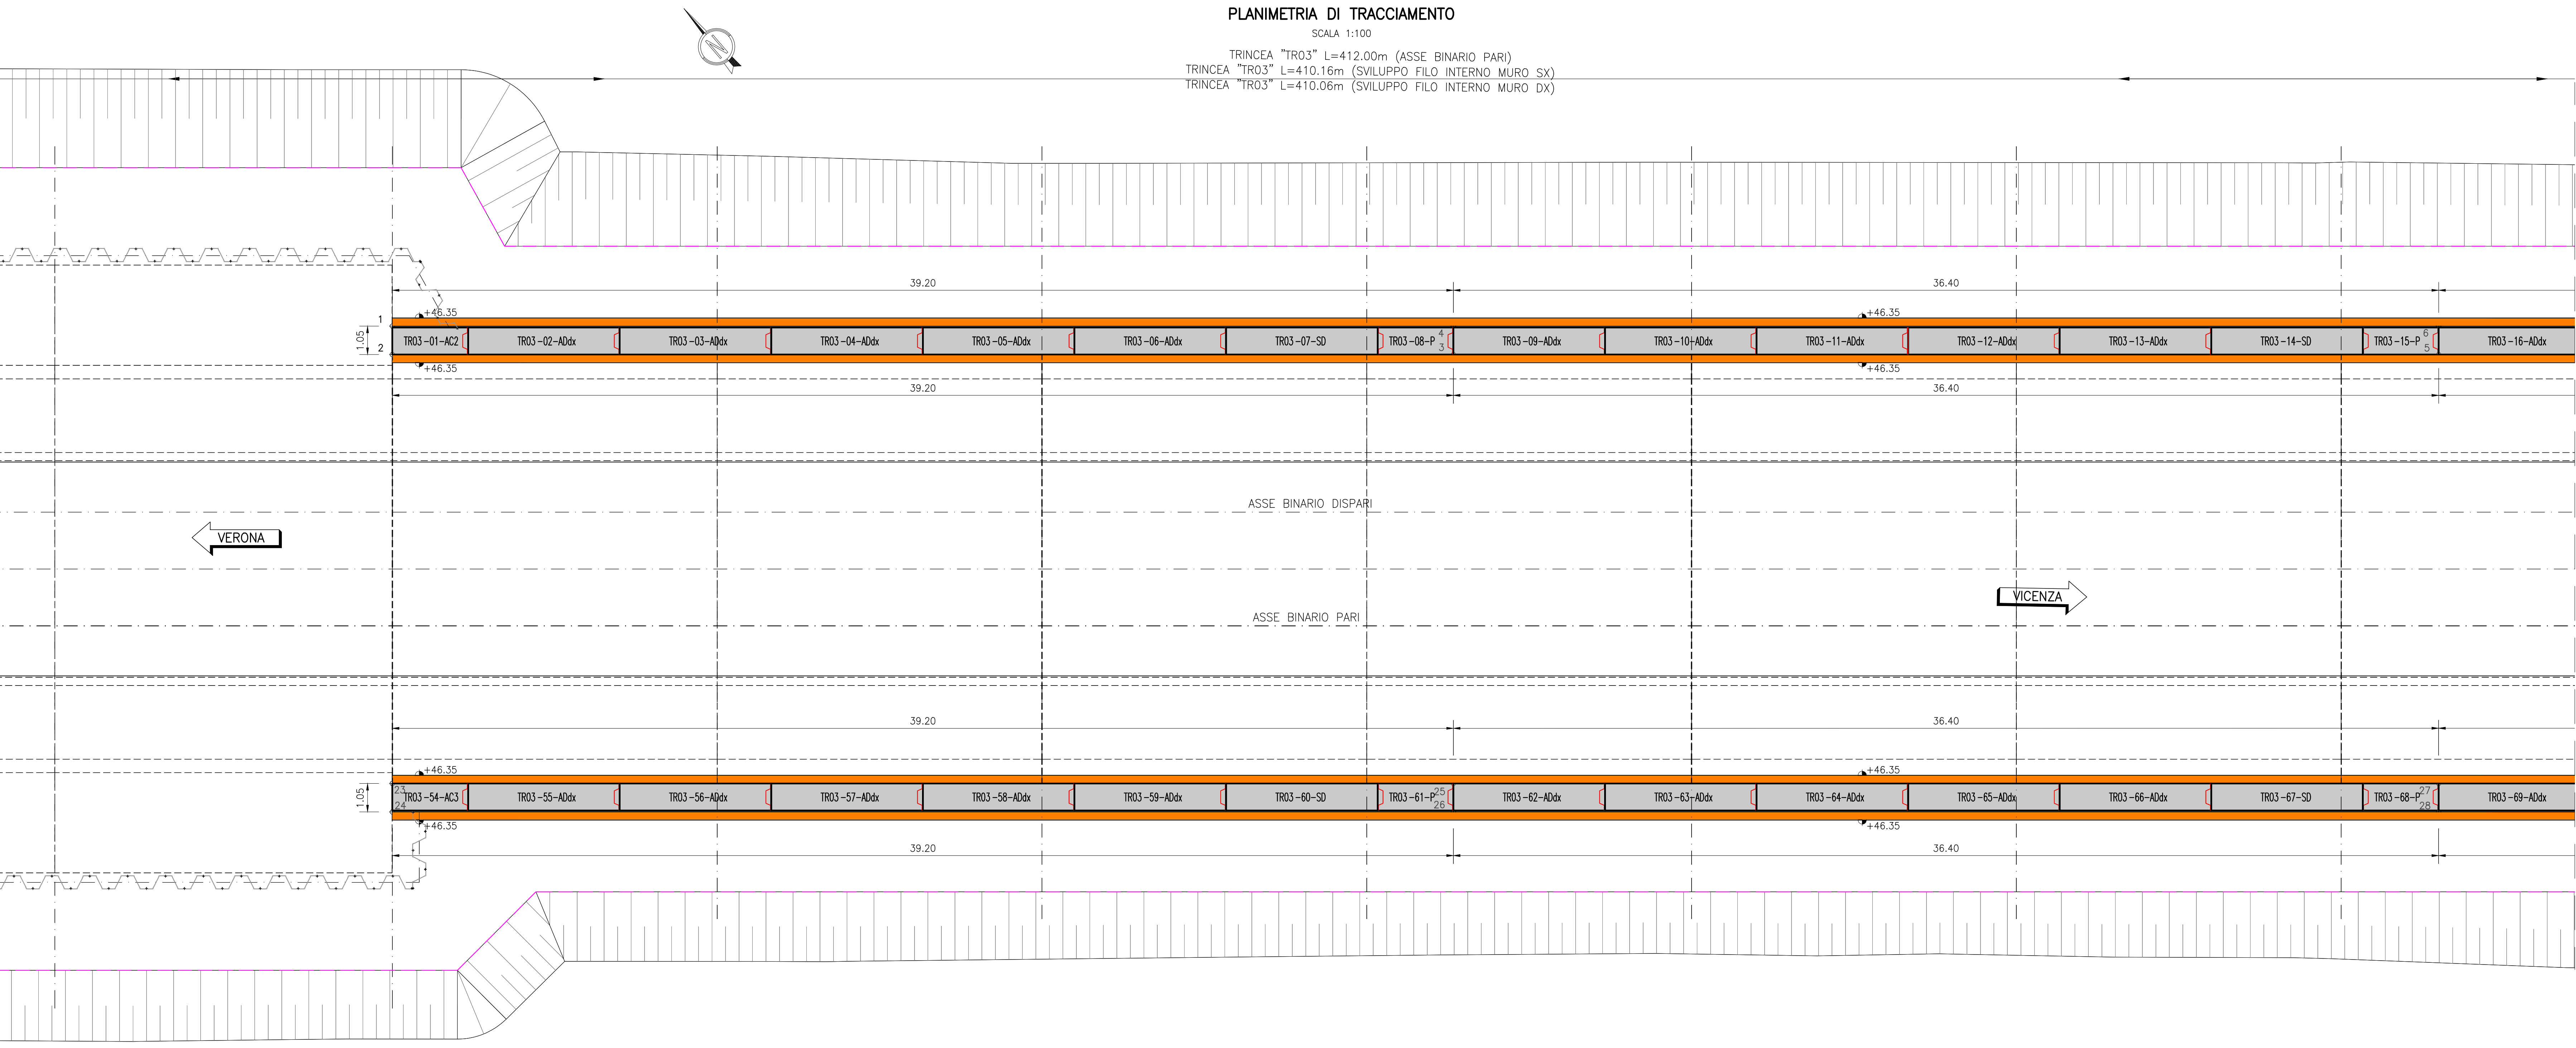 PLANIMETRIA DI TRACCIAMENTO
SCALA 1:100
TRINCEA "TR03" L=412.00m (ASSE BINARIO PARI)
TRINCEA "TR03" L=410.16m (SVILUPPO FILO INTERNO MURO SX)
TRINCEA "TR03" L=410.06m (SVILUPPO FILO INTERNO MURO DX)
N
39.20 36.40
+46.35 +46.35
1
1.05
2
TR03-01-AC2 TR03-02-ADdx TR03-03-ADdx TR03-04-ADdx TR03-05-ADdx TR03-06-ADdx TR03-07-SD TR03-08-P 4 3 TR03-09-ADdx TR03-10-ADdx TR03-11-ADdx TR03-12-ADdx TR03-13-ADdx TR03-14-SD TR03-15-P 6 5 TR03-16-ADdx
+46.35 +46.35
39.20 36.40
ASSE BINARIO DISPARI
VERONA
VICENZA
ASSE BINARIO PARI
39.20 36.40
+46.35 +46.35
1.05
23
24
TR03-54-AC3 TR03-55-ADdx TR03-56-ADdx TR03-57-ADdx TR03-58-ADdx TR03-59-ADdx TR03-60-SD TR03-61-P 25 26 TR03-62-ADdx TR03-63-ADdx TR03-64-ADdx TR03-65-ADdx TR03-66-ADdx TR03-67-SD TR03-68-P 27 28 TR03-69-ADdx
+46.35 +46.35
39.20 36.40